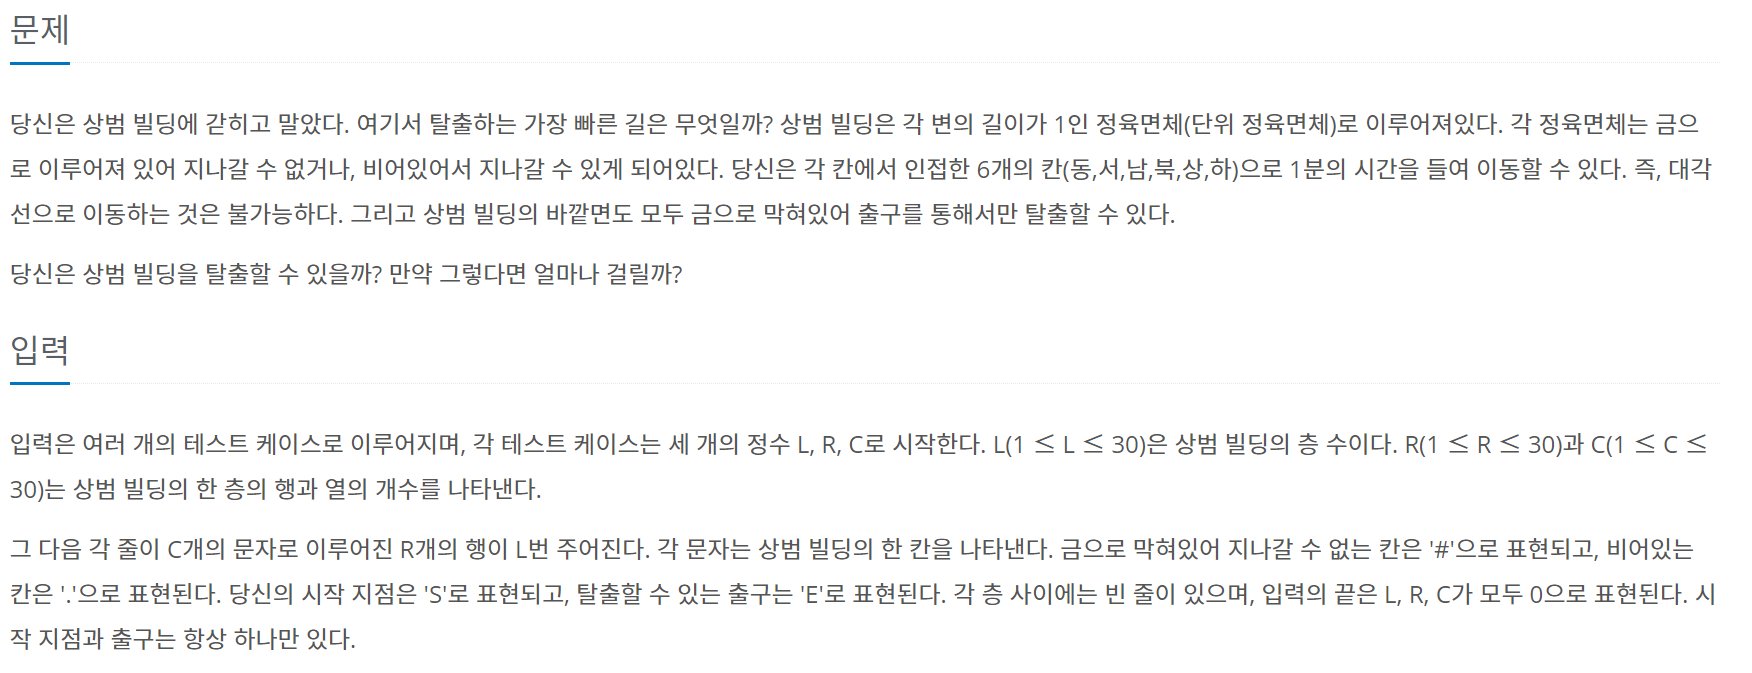 문제
당신은 상범 빌딩에 갇히고 말았다. 여기서 탈출하는 가장 빠른 길은 무엇일까? 상범 빌딩은 각 변의 길이가 1인 정육면체(단위 정육면체)로 이루어져있다. 각 정육면체는 금으
로 이루어져 있어 지나갈 수 없거나, 비어있어서 지나갈 수 있게 되어있다. 당신은 각 칸에서 인접한 6개의 칸(동,서,남,북,상,하)으로 1분의 시간을 들여 이동할 수 있다. 즉, 대각
선으로 이동하는 것은 불가능하다. 그리고 상범 빌딩의 바깥면도 모두 금으로 막혀있어 출구를 통해서만 탈출할 수 있다.
당신은 상범 빌딩을 탈출할 수 있을까? 만약 그렇다면 얼마나 걸릴까?
입력
입력은 여러 개의 테스트 케이스로 이루어지며, 각 테스트 케이스는 세 개의 정수 L, R, C로 시작한다. L(1 ≤ L ≤ 30)은 상범 빌딩의 층 수이다. R(1 ≤ R ≤ 30)과 C(1 ≤ C ≤
30)는 상범 빌딩의 한 층의 행과 열의 개수를 나타낸다.
그 다음 각 줄이 C개의 문자로 이루어진 R개의 행이 L번 주어진다. 각 문자는 상범 빌딩의 한 칸을 나타낸다. 금으로 막혀있어 지나갈 수 없는 칸은 '#'으로 표현되고, 비어있는
칸은 '.'으로 표현된다. 당신의 시작 지점은 'S'로 표현되고, 탈출할 수 있는 출구는 'E'로 표현된다. 각 층 사이에는 빈 줄이 있으며, 입력의 끝은 L, R, C가 모두 0으로 표현된다. 시
작 지점과 출구는 항상 하나만 있다.